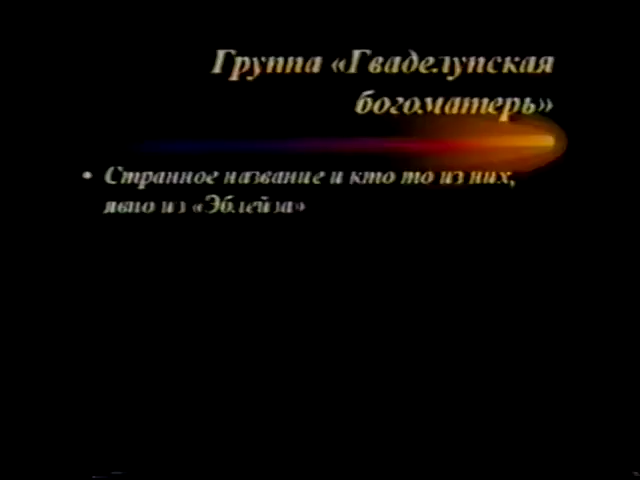 Группа «Гваделупская
богоматерь»
• Странное название и кто то из них,
явно из «Эблейза»